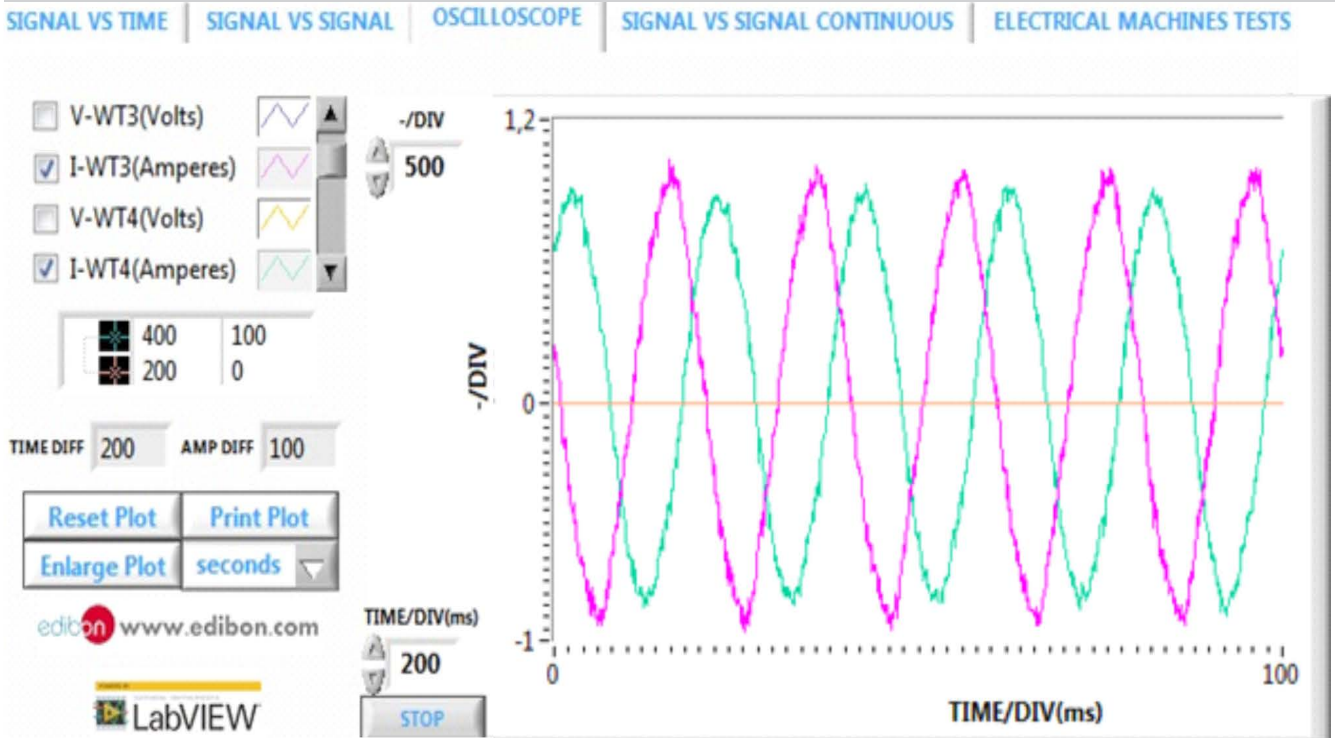 SIGNAL VS TIME
SIGNAL VS SIGNAL
OSCILLOSCOPE
SIGNAL VS SIGNAL CONTINUOUS
ELECTRICAL MACHINES TESTS
V-WT3(Volts)
I-WT3(Amperes)
V-WT4(Volts)
I-WT4(Amperes)
400 100
200 0
TIME DIFF 200 AMP DIFF 100
Reset Plot Print Plot
Enlarge Plot seconds
edibon www.edibon.com
LabVIEW
-/DIV
500
TIME/DIV(ms)
200
STOP
1,2
-/DIV
0
-1
0 100
TIME/DIV(ms)